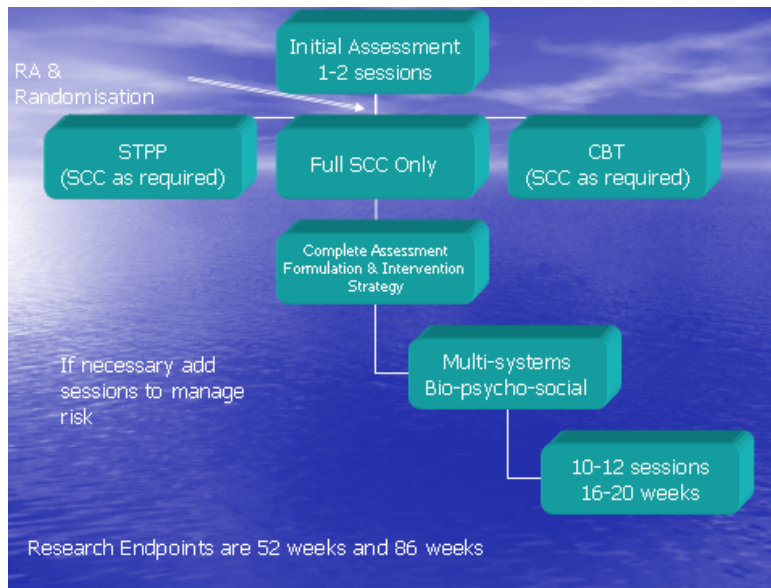 Initial Assessment
1-2 sessions
RA &
Randomisation
STPP
(SCC as required)
Full SCC Only
CBT
(SCC as required)
Complete Assessment
Formulation & Intervention
Strategy
Multi-systems
Bio-psycho-social
If necessary add
sessions to manage
risk
10-12 sessions
16-20 weeks
Research Endpoints are 52 weeks and 86 weeks